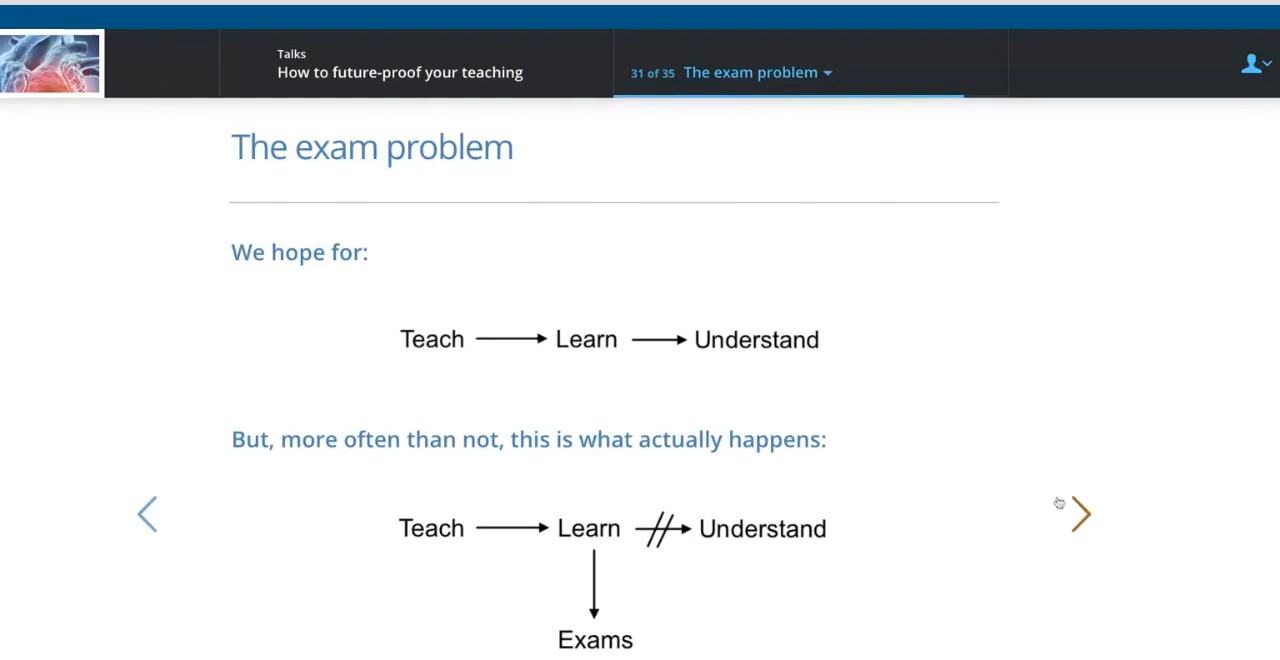 Talks
How to future-proof your teaching
31 of 35 The exam problem
The exam problem
We hope for:
Teach Learn Understand
But, more often than not, this is what actually happens:
Teach Learn Understand
Exams